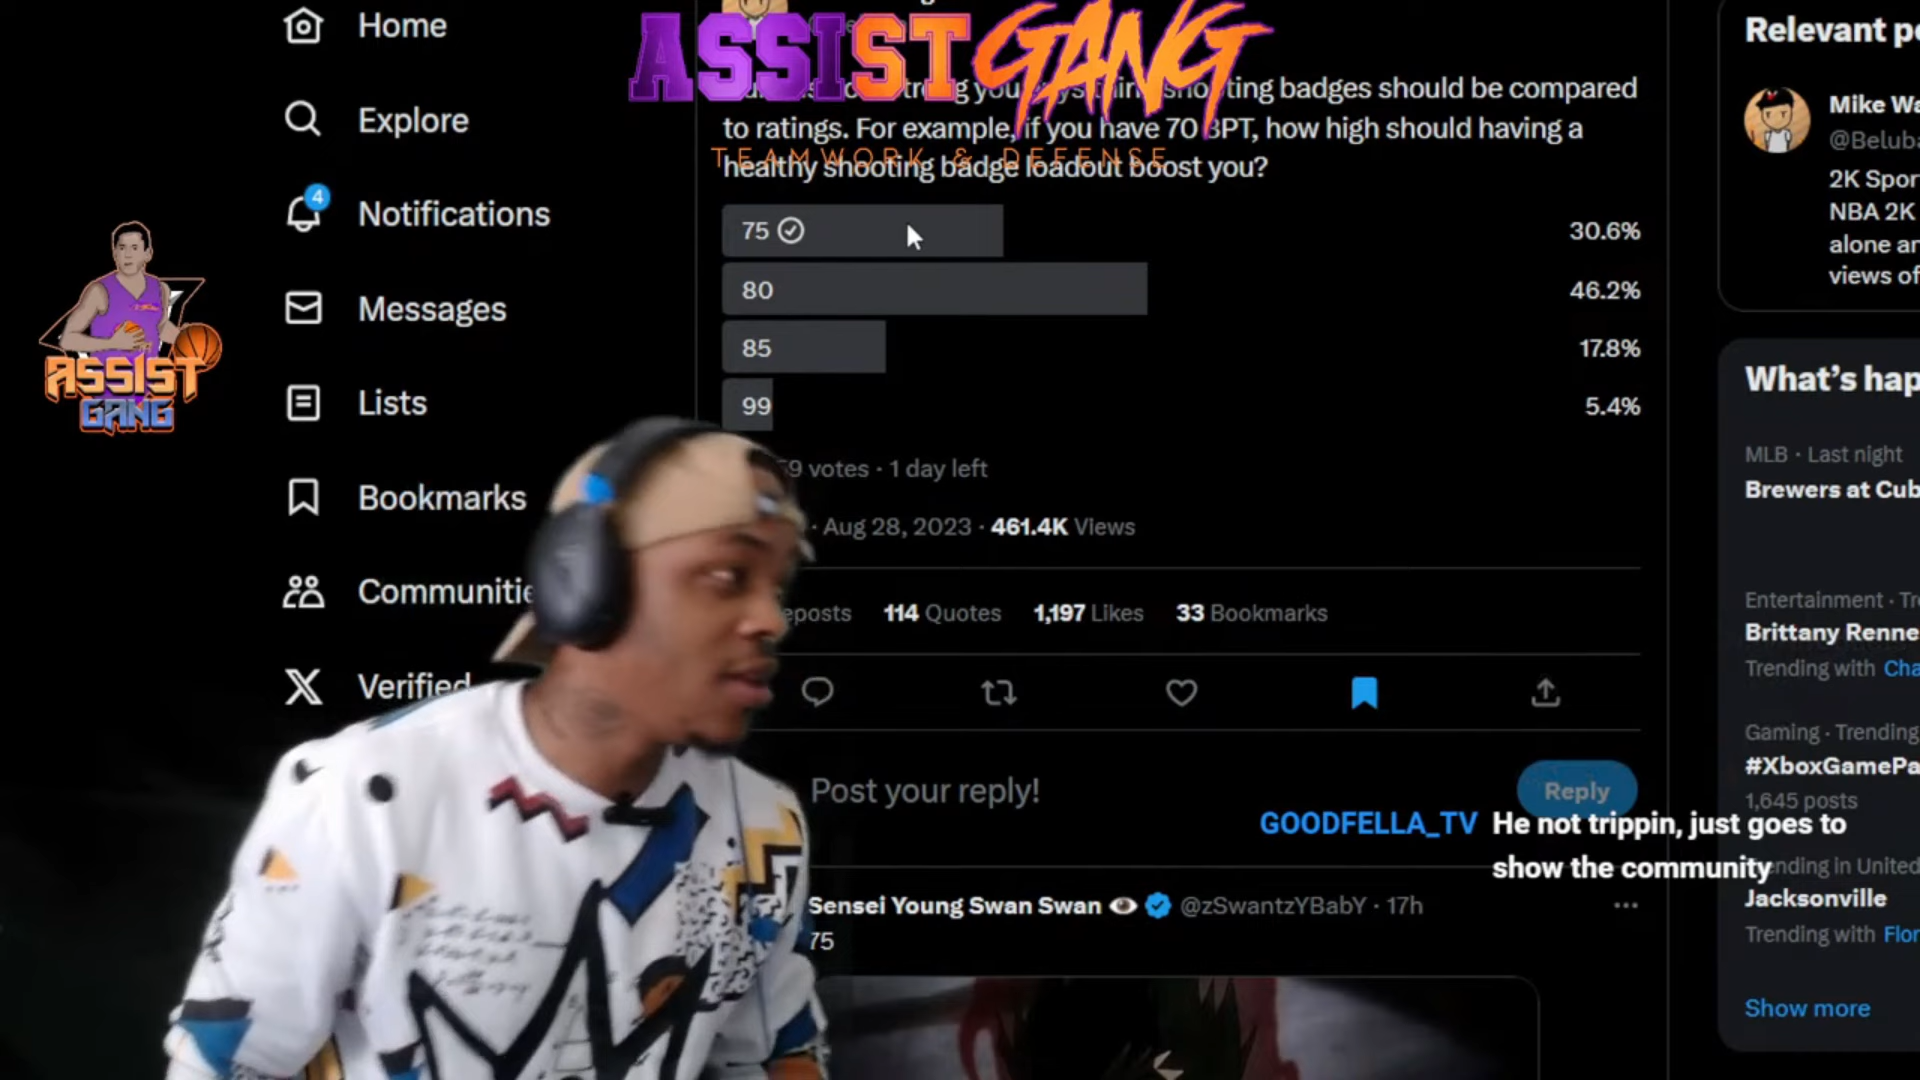 Home
Explore
4
Notifications
Messages
Lists
Bookmarks
Communitie
Verified
ASSIST GANG
TEAMWORK & DEFENSE
ASSIST
GANG
shooting badges should be compared
to ratings. For example, if you have 70 3PT, how high should having a
healthy shooting badge loadout boost you?
75 30.6%
80 46.2%
85 17.8%
99 5.4%
59 votes · 1 day left
· Aug 28, 2023 · 461.4K Views
eposts 114 Quotes 1,197 Likes 33 Bookmarks
Post your reply!
Reply
GOODFELLA_TV He not trippin, just goes to
show the community
Sensei Young Swan Swan @zSwantzYBabY · 17h
75
Relevant pe
Mike Wa
@Beluba
2K Spor
NBA 2K
alone an
views of
What's hap
MLB · Last night
Brewers at Cub
Entertainment · Tre
Brittany Renne
Trending with Cha
Gaming · Trending
#XboxGamePa
1,645 posts
ending in United
Jacksonville
Trending with Flor
Show more